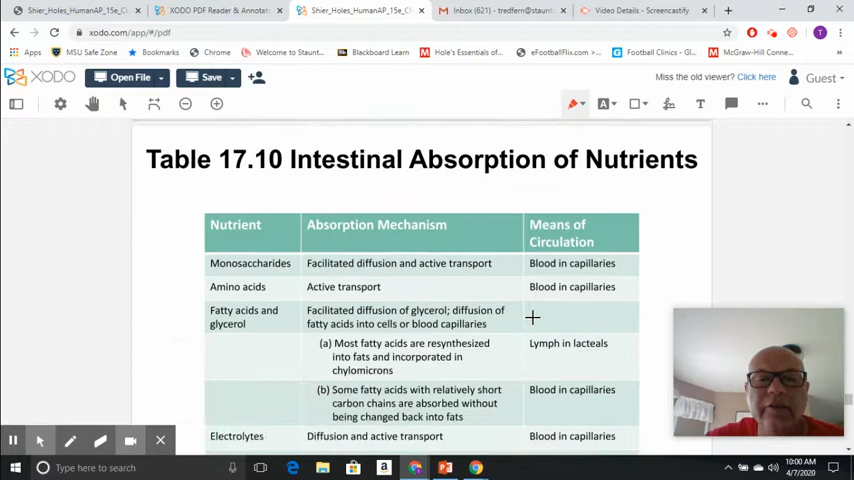 Shier_Holes_HumanAP_15e_Ch
XODO PDF Reader & Annotat
Shier_Holes_HumanAP_15e_Ch
Inbox (621) - tredfern@staunt
Video Details - Screencastify
xodo.com/app/#/pdf
Apps MSU Safe Zone Bookmarks Chrome Welcome to Staunt... Blackboard Learn Hole's Essentials of... eFootballFlix.com >... Football Clinics - Gl... McGraw-Hill Conne...
XODO Open File Save Missed the old viewer? Click here Guest
Table 17.10 Intestinal Absorption of Nutrients
Nutrient
Absorption Mechanism
Means of
Circulation
Monosaccharides
Facilitated diffusion and active transport
Blood in capillaries
Amino acids
Active transport
Blood in capillaries
Fatty acids and
glycerol
Facilitated diffusion of glycerol; diffusion of
fatty acids into cells or blood capillaries
(a) Most fatty acids are resynthesized
into fats and incorporated in
chylomicrons
Lymph in lacteals
(b) Some fatty acids with relatively short
carbon chains are absorbed without
being changed back into fats
Blood in capillaries
Electrolytes
Diffusion and active transport
Blood in capillaries
Type here to search
10:00 AM
4/7/2020